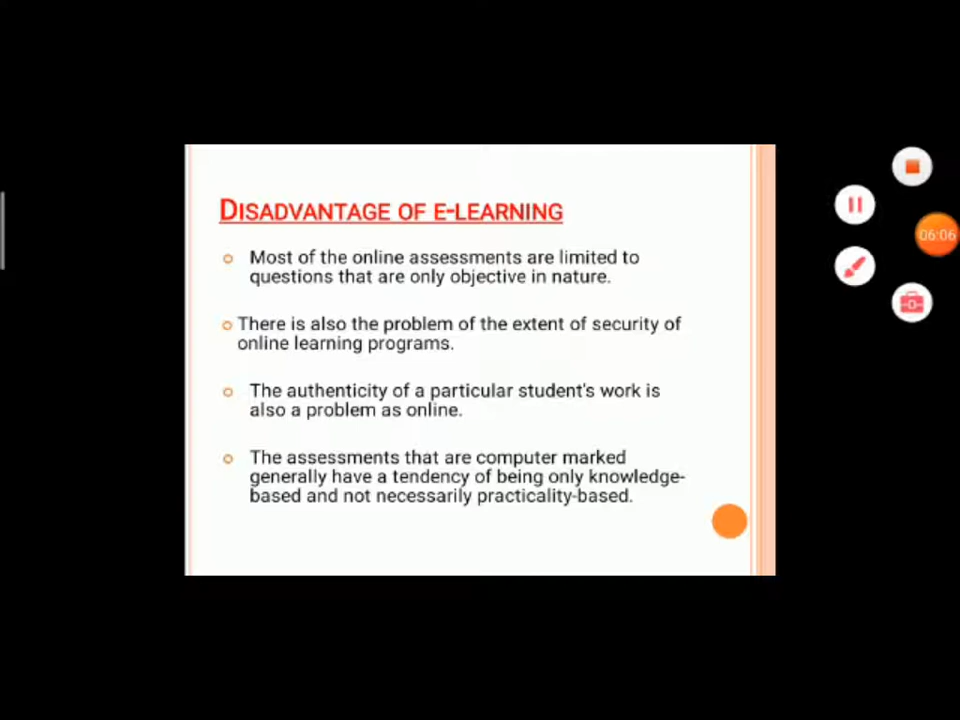 DISADVANTAGE OF E-LEARNING
Most of the online assessments are limited to
questions that are only objective in nature.
There is also the problem of the extent of security of
online learning programs.
The authenticity of a particular student's work is
also a problem as online.
The assessments that are computer marked
generally have a tendency of being only knowledge-
based and not necessarily practicality-based.
06:06